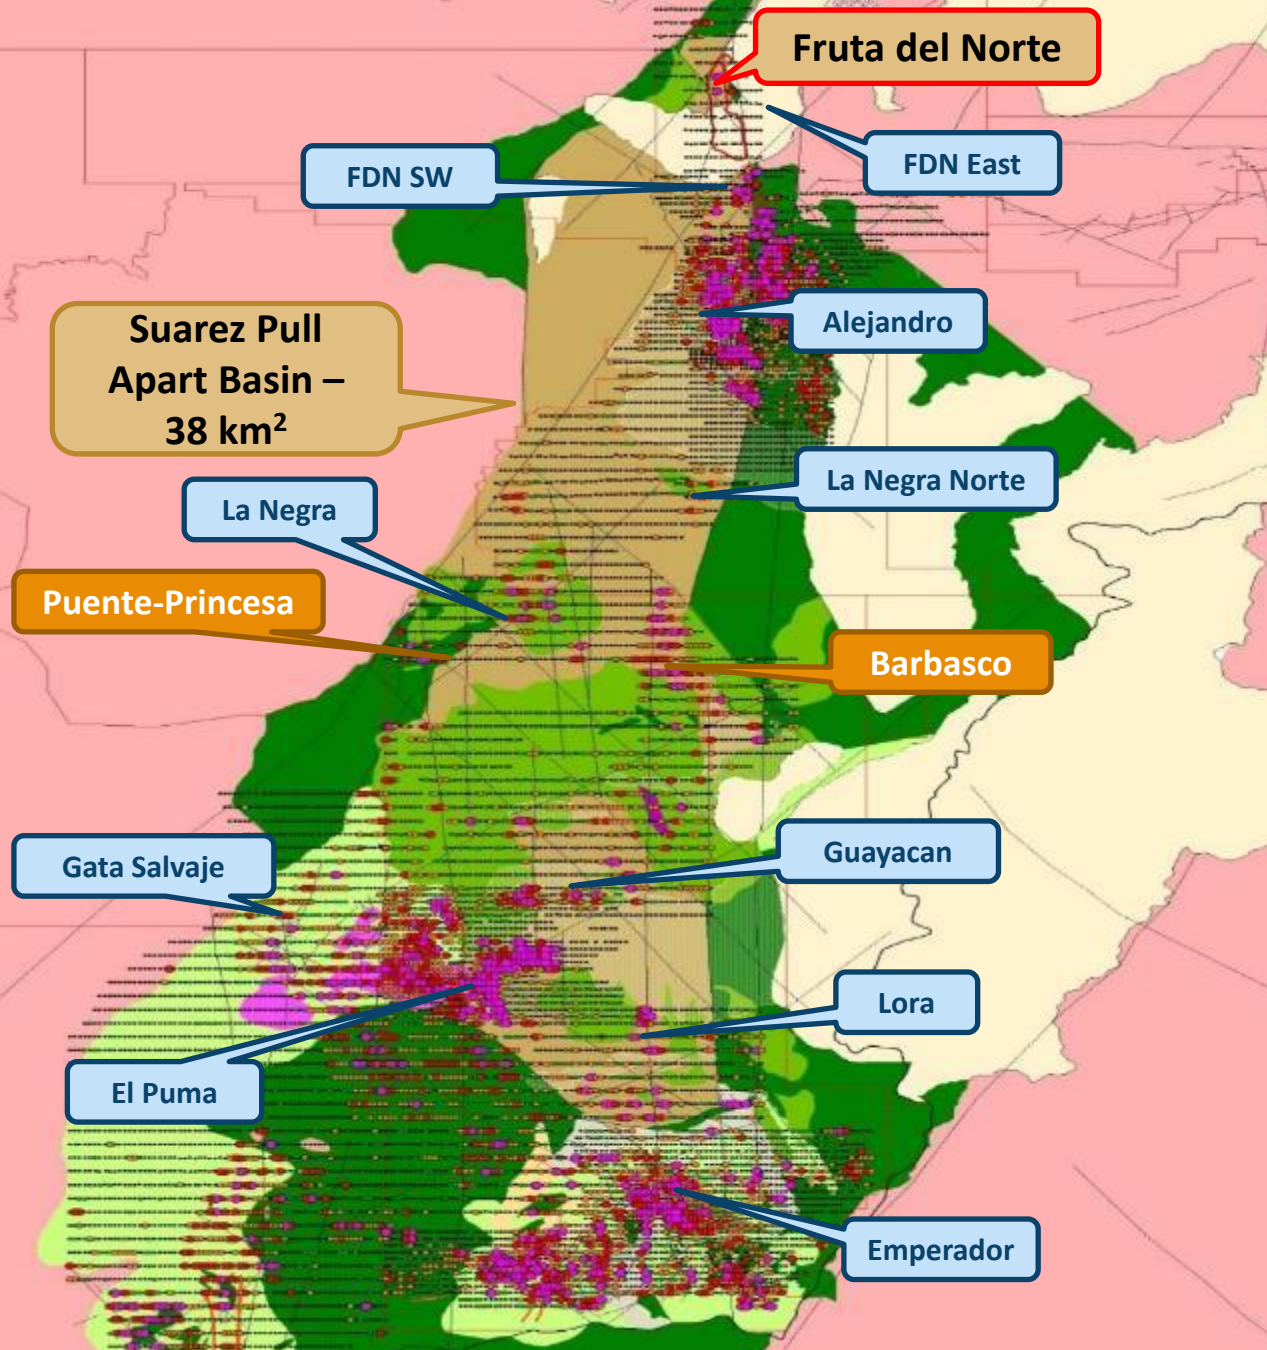 Fruta del Norte
FDN East
FDN SW
Alejandro
Suarez Pull
Apart Basin –
38 km²
La Negra Norte
La Negra
Puente-Princesa
Barbasco
Guayacan
Gata Salvaje
Lora
El Puma
Emperador